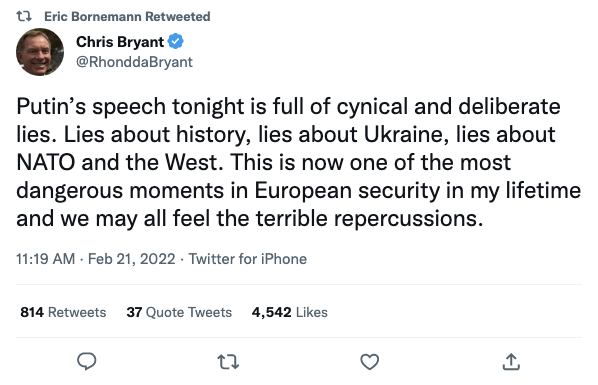 Eric Bornemann Retweeted
Chris Bryant
@RhonddaBryant
Putin’s speech tonight is full of cynical and deliberate
lies. Lies about history, lies about Ukraine, lies about
NATO and the West. This is now one of the most
dangerous moments in European security in my lifetime
and we may all feel the terrible repercussions.
11:19 AM · Feb 21, 2022 · Twitter for iPhone
814 Retweets 37 Quote Tweets 4,542 Likes